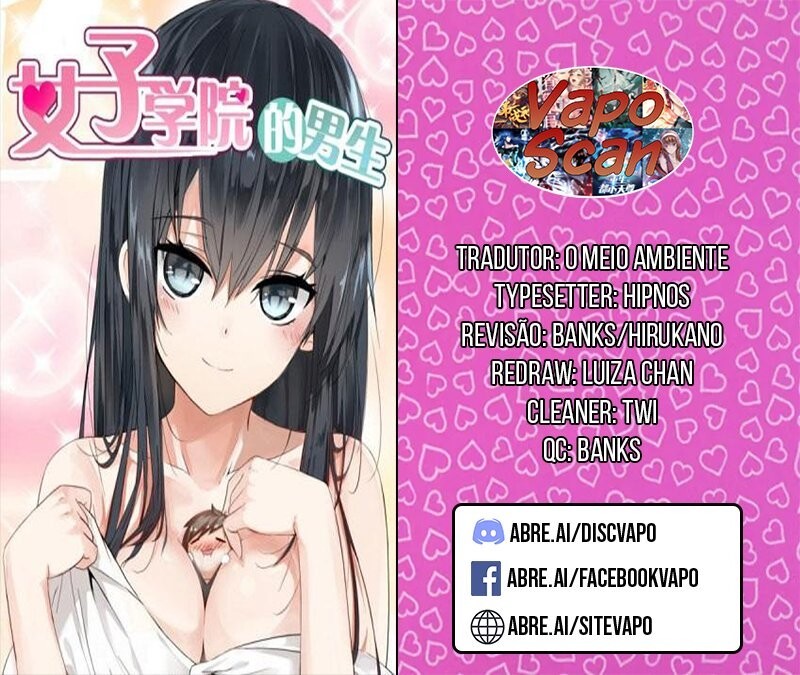 女子学院
的男生
Vapo
Scan
TRADUTOR: O MEIO AMBIENTE
TYPESETTER: HIPNOS
REVISÃO: BANKS/HIRUKANO
REDRAW: LUIZA CHAN
CLEANER: TWI
QC: BANKS
ABRE.AI/DISCVAPO
ABRE.AI/FACEBOOKVAPO
ABRE.AI/SITEVAPO